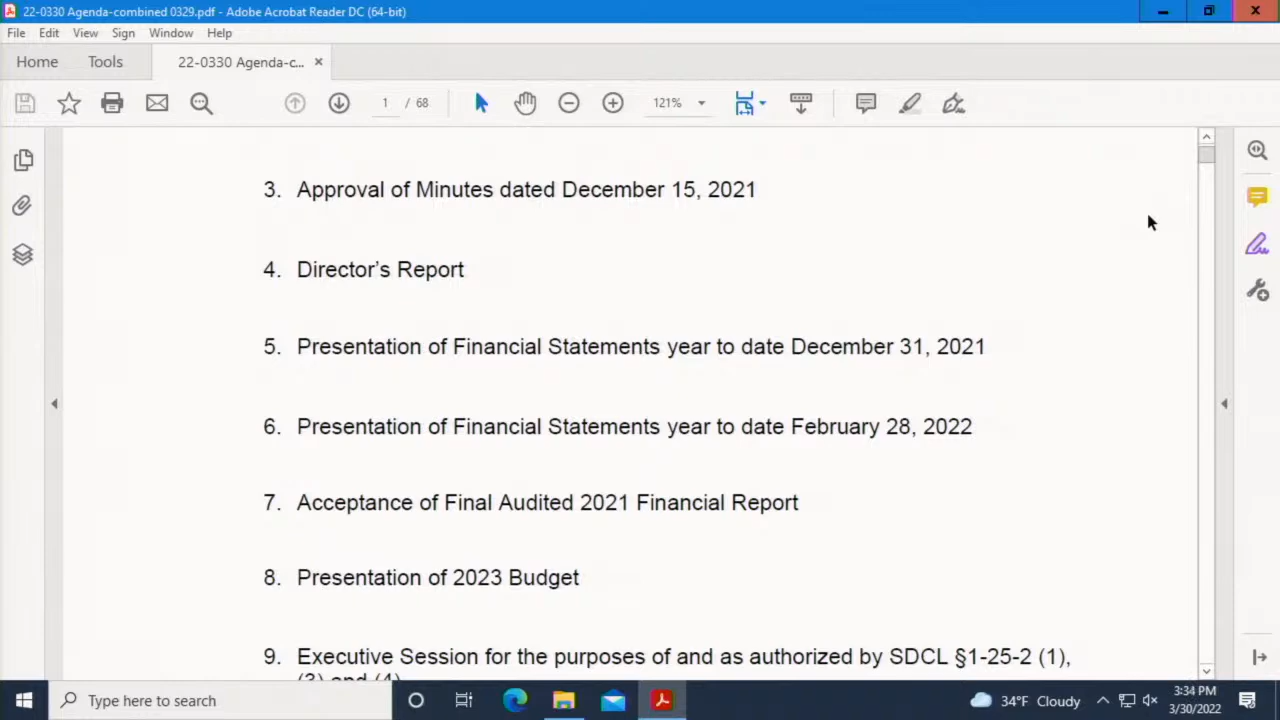 22-0330 Agenda-combined 0329.pdf - Adobe Acrobat Reader DC (64-bit)
File Edit View Sign Window Help
Home Tools 22-0330 Agenda-c... ×
1 / 68 121%
3. Approval of Minutes dated December 15, 2021
4. Director's Report
5. Presentation of Financial Statements year to date December 31, 2021
6. Presentation of Financial Statements year to date February 28, 2022
7. Acceptance of Final Audited 2021 Financial Report
8. Presentation of 2023 Budget
9. Executive Session for the purposes of and as authorized by SDCL §1-25-2 (1),
(3) and (4)
Type here to search
34°F Cloudy
3:34 PM
3/30/2022